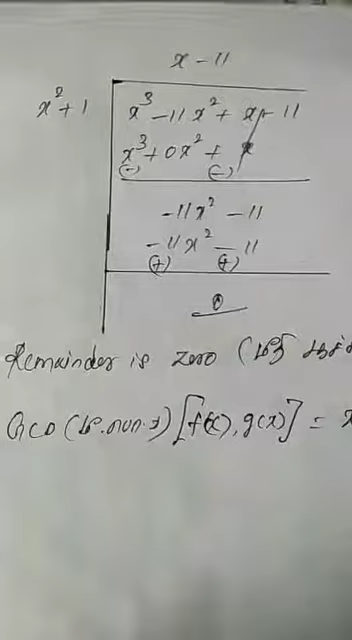 x - 11
x² + 1
x³ - 11x² + x - 11
x³ + 0x² + x
(-) (-)
-11x² - 11
-11x² - 11
(+) (+)
0
Remainder is zero (
GCD ( [f(x), g(x)] = x